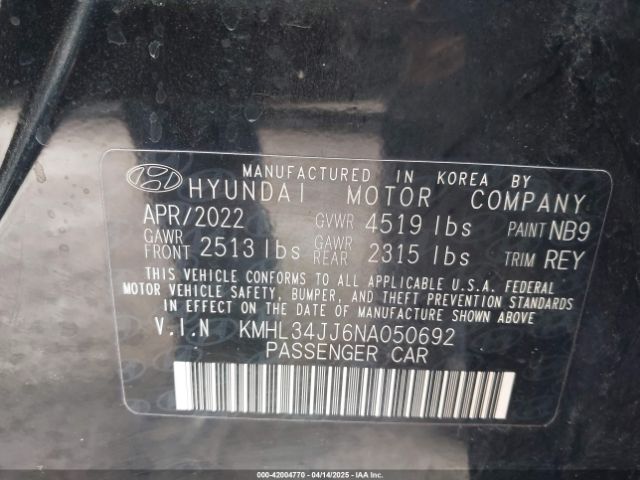 MANUFACTURED IN KOREA BY
HYUNDAI MOTOR COMPANY
APR/2022 GVWR 4519 lbs PAINT NB9
GAWR FRONT 2513 lbs GAWR REAR 2315 lbs TRIM REY
THIS VEHICLE CONFORMS TO ALL APPLICABLE U.S.A. FEDERAL
MOTOR VEHICLE SAFETY, BUMPER, AND THEFT PREVENTION STANDARDS
IN EFFECT ON THE DATE OF MANUFACTURE SHOWN ABOVE
V.I.N KMHL34JJ6NA050692
PASSENGER CAR
000-42004770 - 04/14/2025 - IAA Inc.